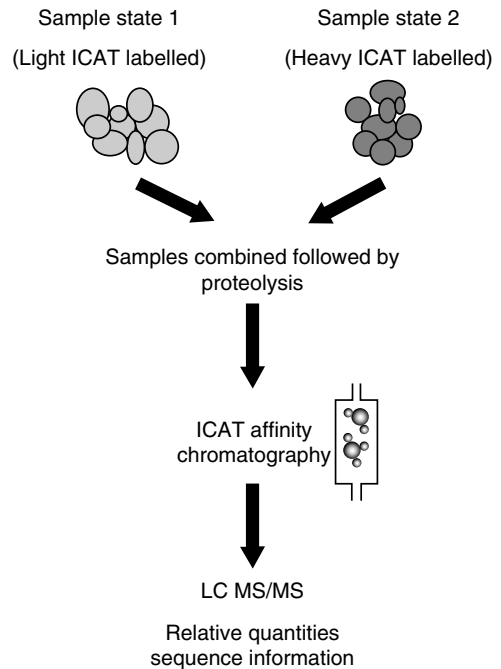 Sample state 1
Sample state 2
(Light ICAT labelled)
(Heavy ICAT labelled)
Samples combined followed by
proteolysis
ICAT affinity
chromatography
LC MS/MS
Relative quantities
sequence information